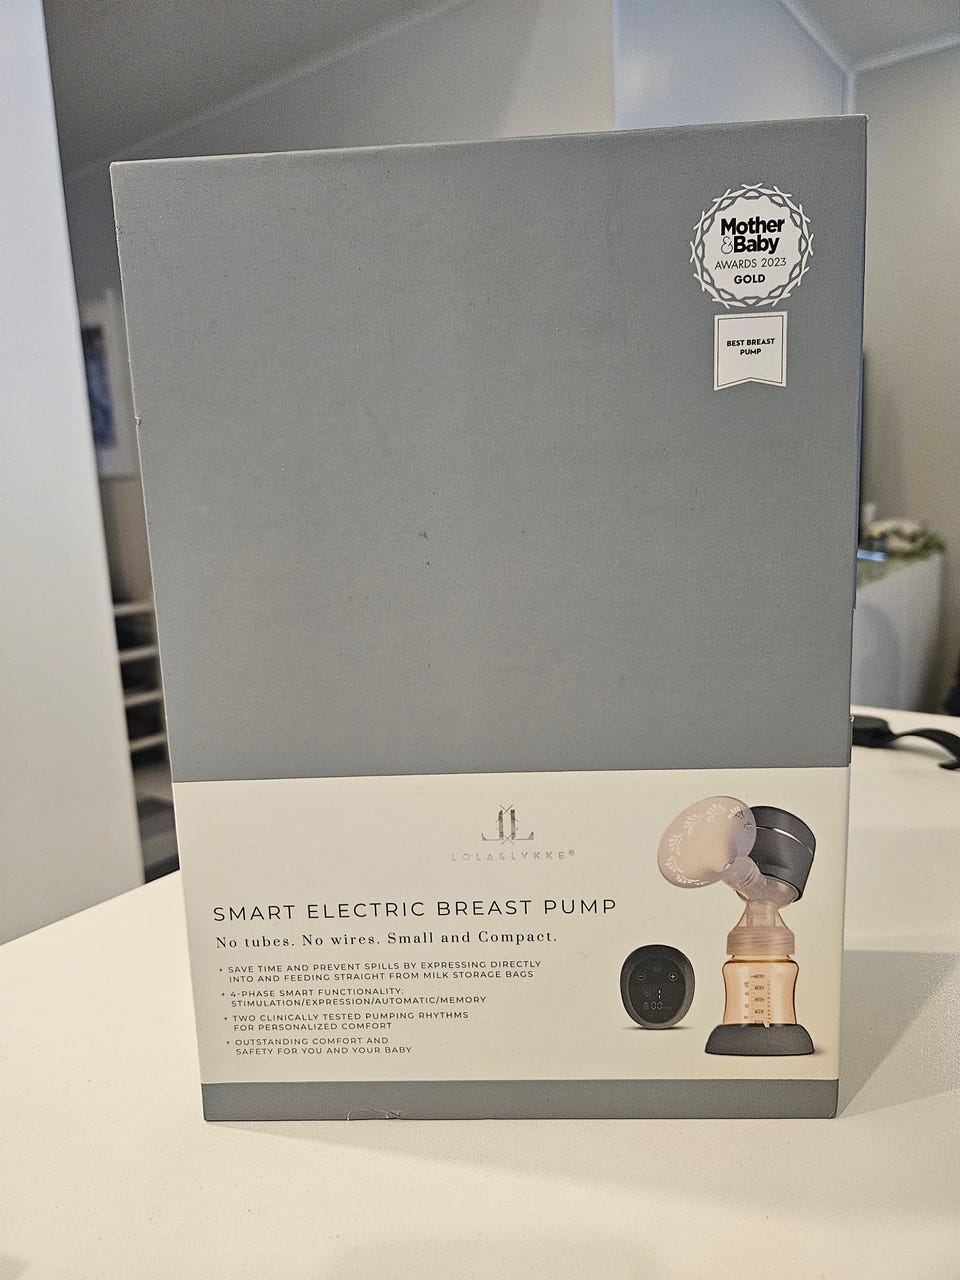 Mother
&Baby
AWARDS 2023
GOLD
BEST BREAST
PUMP
LOLA&LYKKE®
SMART ELECTRIC BREAST PUMP
No tubes. No wires. Small and Compact.
+ SAVE TIME AND PREVENT SPILLS BY EXPRESSING DIRECTLY
INTO AND FEEDING STRAIGHT FROM MILK STORAGE BAGS
+ 4-PHASE SMART FUNCTIONALITY:
STIMULATION/EXPRESSION/AUTOMATIC/MEMORY
+ TWO CLINICALLY TESTED PUMPING RHYTHMS
FOR PERSONALIZED COMFORT
+ OUTSTANDING COMFORT AND
SAFETY FOR YOU AND YOUR BABY